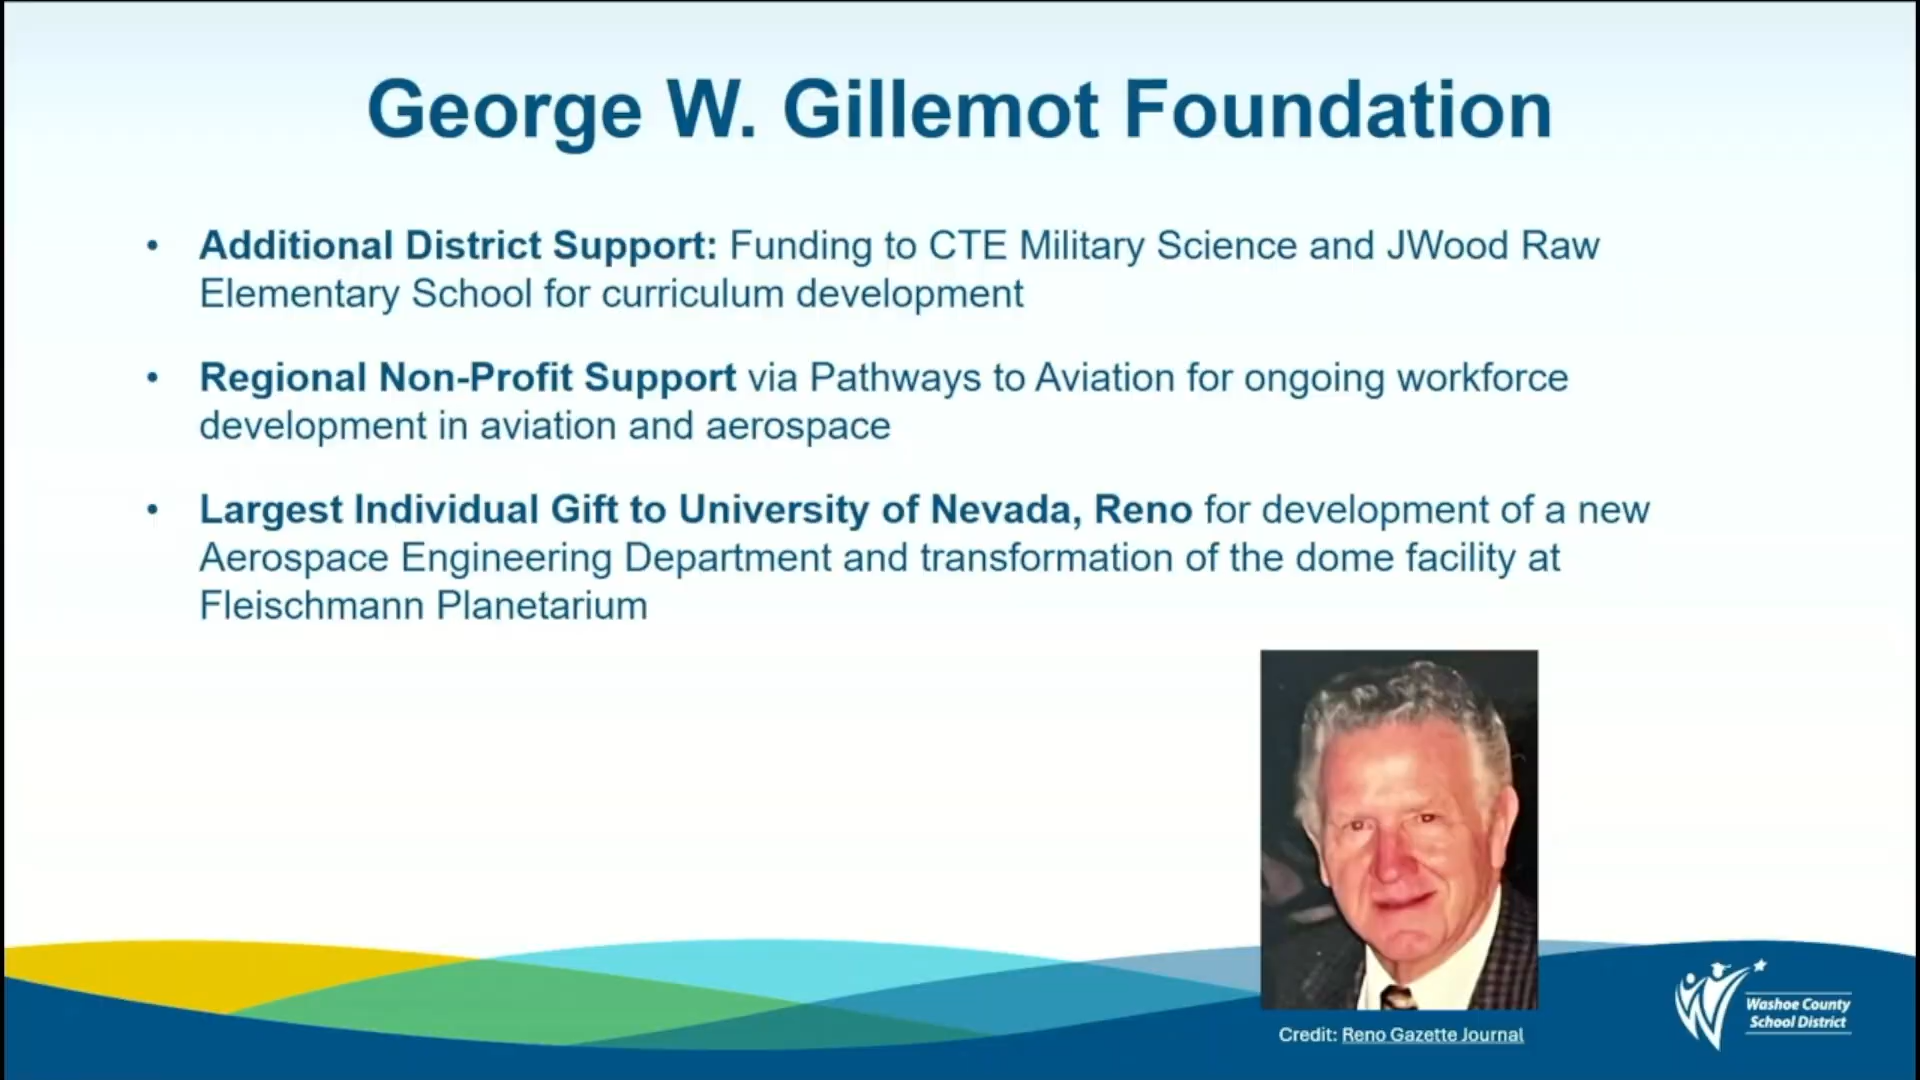 George W. Gillemot Foundation
• Additional District Support: Funding to CTE Military Science and JWood Raw
Elementary School for curriculum development
• Regional Non-Profit Support via Pathways to Aviation for ongoing workforce
development in aviation and aerospace
• Largest Individual Gift to University of Nevada, Reno for development of a new
Aerospace Engineering Department and transformation of the dome facility at
Fleischmann Planetarium
Credit: Reno Gazette Journal
Washoe County
School District